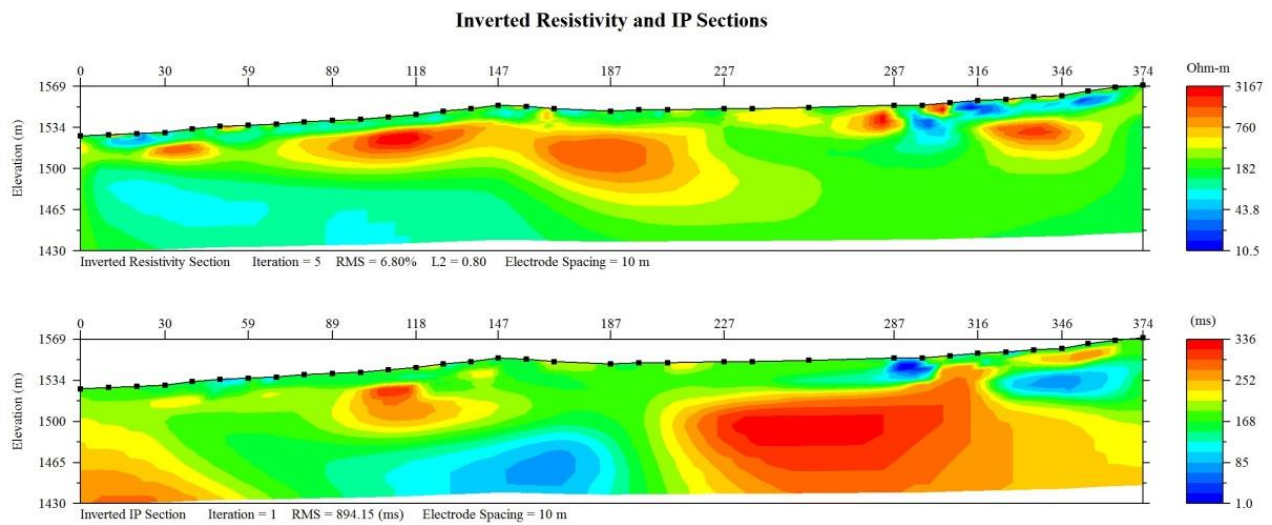 Inverted Resistivity and IP Sections
0 30 59 89 118 147 187 227 287 316 346 374
Ohm-m
Elevation (m)
1569
1534
1500
1465
1430
3167
760
182
43.8
10.5
Inverted Resistivity Section Iteration = 5 RMS = 6.80% L2 = 0.80 Electrode Spacing = 10 m
0 30 59 89 118 147 187 227 287 316 346 374
(ms)
Elevation (m)
1569
1534
1500
1465
1430
336
252
168
85
1.0
Inverted IP Section Iteration = 1 RMS = 894.15 (ms) Electrode Spacing = 10 m